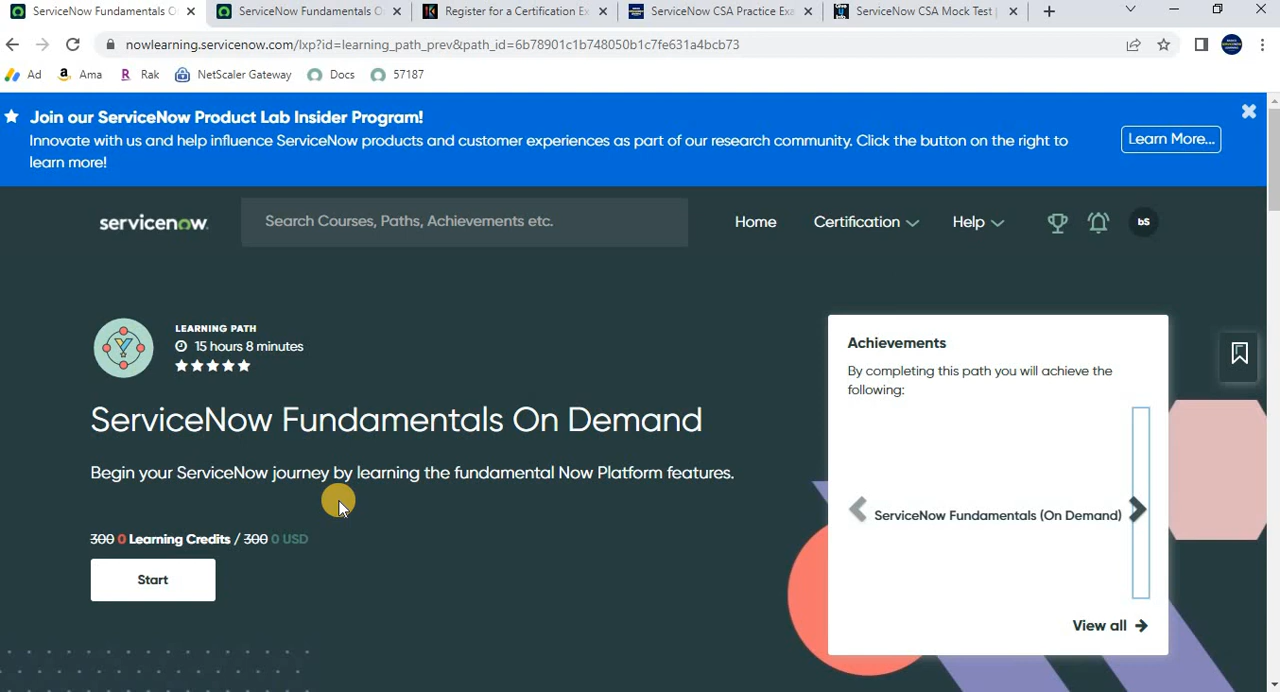 ServiceNow Fundamentals O
ServiceNow Fundamentals O
Register for a Certification Ex
ServiceNow CSA Practice Exa
ServiceNow CSA Mock Test |
nowlearning.servicenow.com/lxp?id=learning_path_prev&path_id=6b78901c1b748050b1c7fe631a4bcb73
Ad
Ama
Rak
NetScaler Gateway
Docs
57187
Join our ServiceNow Product Lab Insider Program!
Innovate with us and help influence ServiceNow products and customer experiences as part of our research community. Click the button on the right to
learn more!
Learn More...
servicenow
Search Courses, Paths, Achievements etc.
Home
Certification
Help
bS
LEARNING PATH
15 hours 8 minutes
ServiceNow Fundamentals On Demand
Begin your ServiceNow journey by learning the fundamental Now Platform features.
300 0 Learning Credits / 300 0 USD
Start
Achievements
By completing this path you will achieve the
following:
ServiceNow Fundamentals (On Demand)
View all